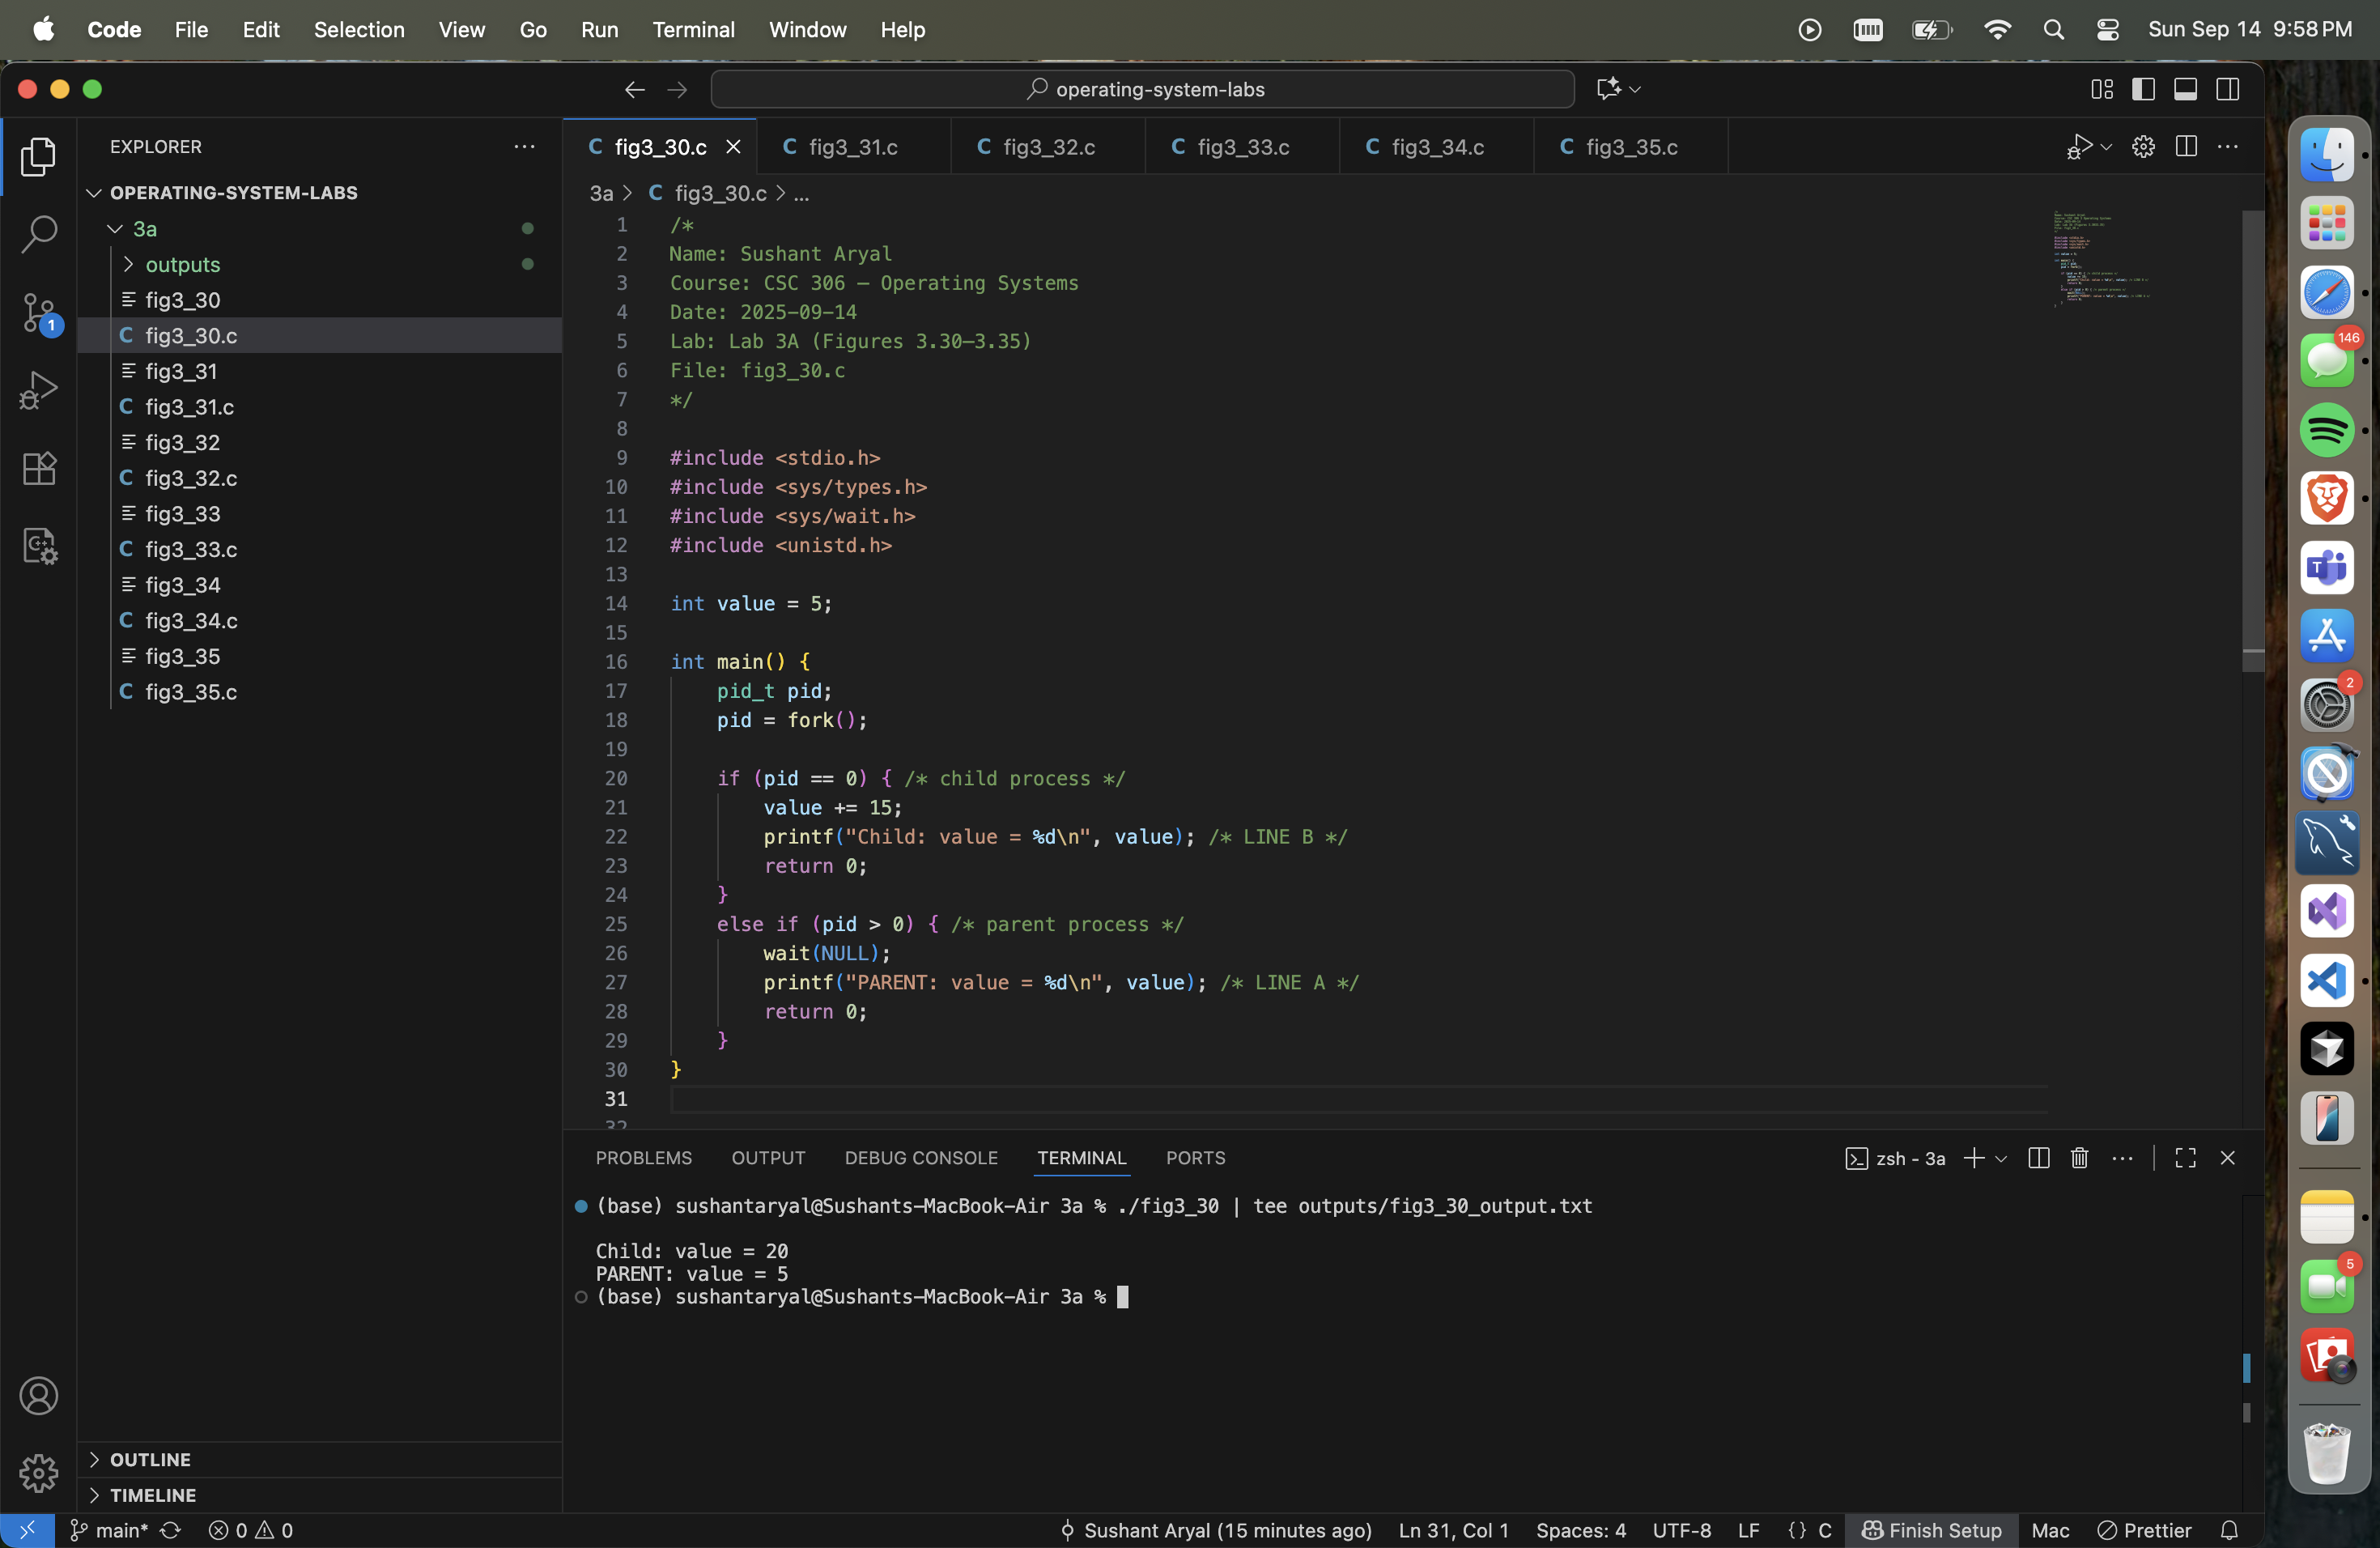 Code File Edit Selection View Go Run Terminal Window Help
Sun Sep 14 9:58 PM
operating-system-labs
EXPLORER
OPERATING-SYSTEM-LABS
3a
outputs
fig3_30
fig3_30.c
fig3_31
fig3_31.c
fig3_32
fig3_32.c
fig3_33
fig3_33.c
fig3_34
fig3_34.c
fig3_35
fig3_35.c
OUTLINE
TIMELINE
1
C fig3_30.c
C fig3_31.c
C fig3_32.c
C fig3_33.c
C fig3_34.c
C fig3_35.c
3a > C fig3_30.c > ...
1 /*
2 Name: Sushant Aryal
3 Course: CSC 306 – Operating Systems
4 Date: 2025-09-14
5 Lab: Lab 3A (Figures 3.30–3.35)
6 File: fig3_30.c
7 */
8
9 #include <stdio.h>
10 #include <sys/types.h>
11 #include <sys/wait.h>
12 #include <unistd.h>
13
14 int value = 5;
15
16 int main() {
17 pid_t pid;
18 pid = fork();
19
20 if (pid == 0) { /* child process */
21 value += 15;
22 printf("Child: value = %d\n", value); /* LINE B */
23 return 0;
24 }
25 else if (pid > 0) { /* parent process */
26 wait(NULL);
27 printf("PARENT: value = %d\n", value); /* LINE A */
28 return 0;
29 }
30 }
31
32
PROBLEMS OUTPUT DEBUG CONSOLE TERMINAL PORTS
zsh - 3a
(base) sushantaryal@Sushants-MacBook-Air 3a % ./fig3_30 | tee outputs/fig3_30_output.txt
Child: value = 20
PARENT: value = 5
(base) sushantaryal@Sushants-MacBook-Air 3a %
main* 0 0
Sushant Aryal (15 minutes ago) Ln 31, Col 1 Spaces: 4 UTF-8 LF {} C Finish Setup Mac Prettier
146
2
5